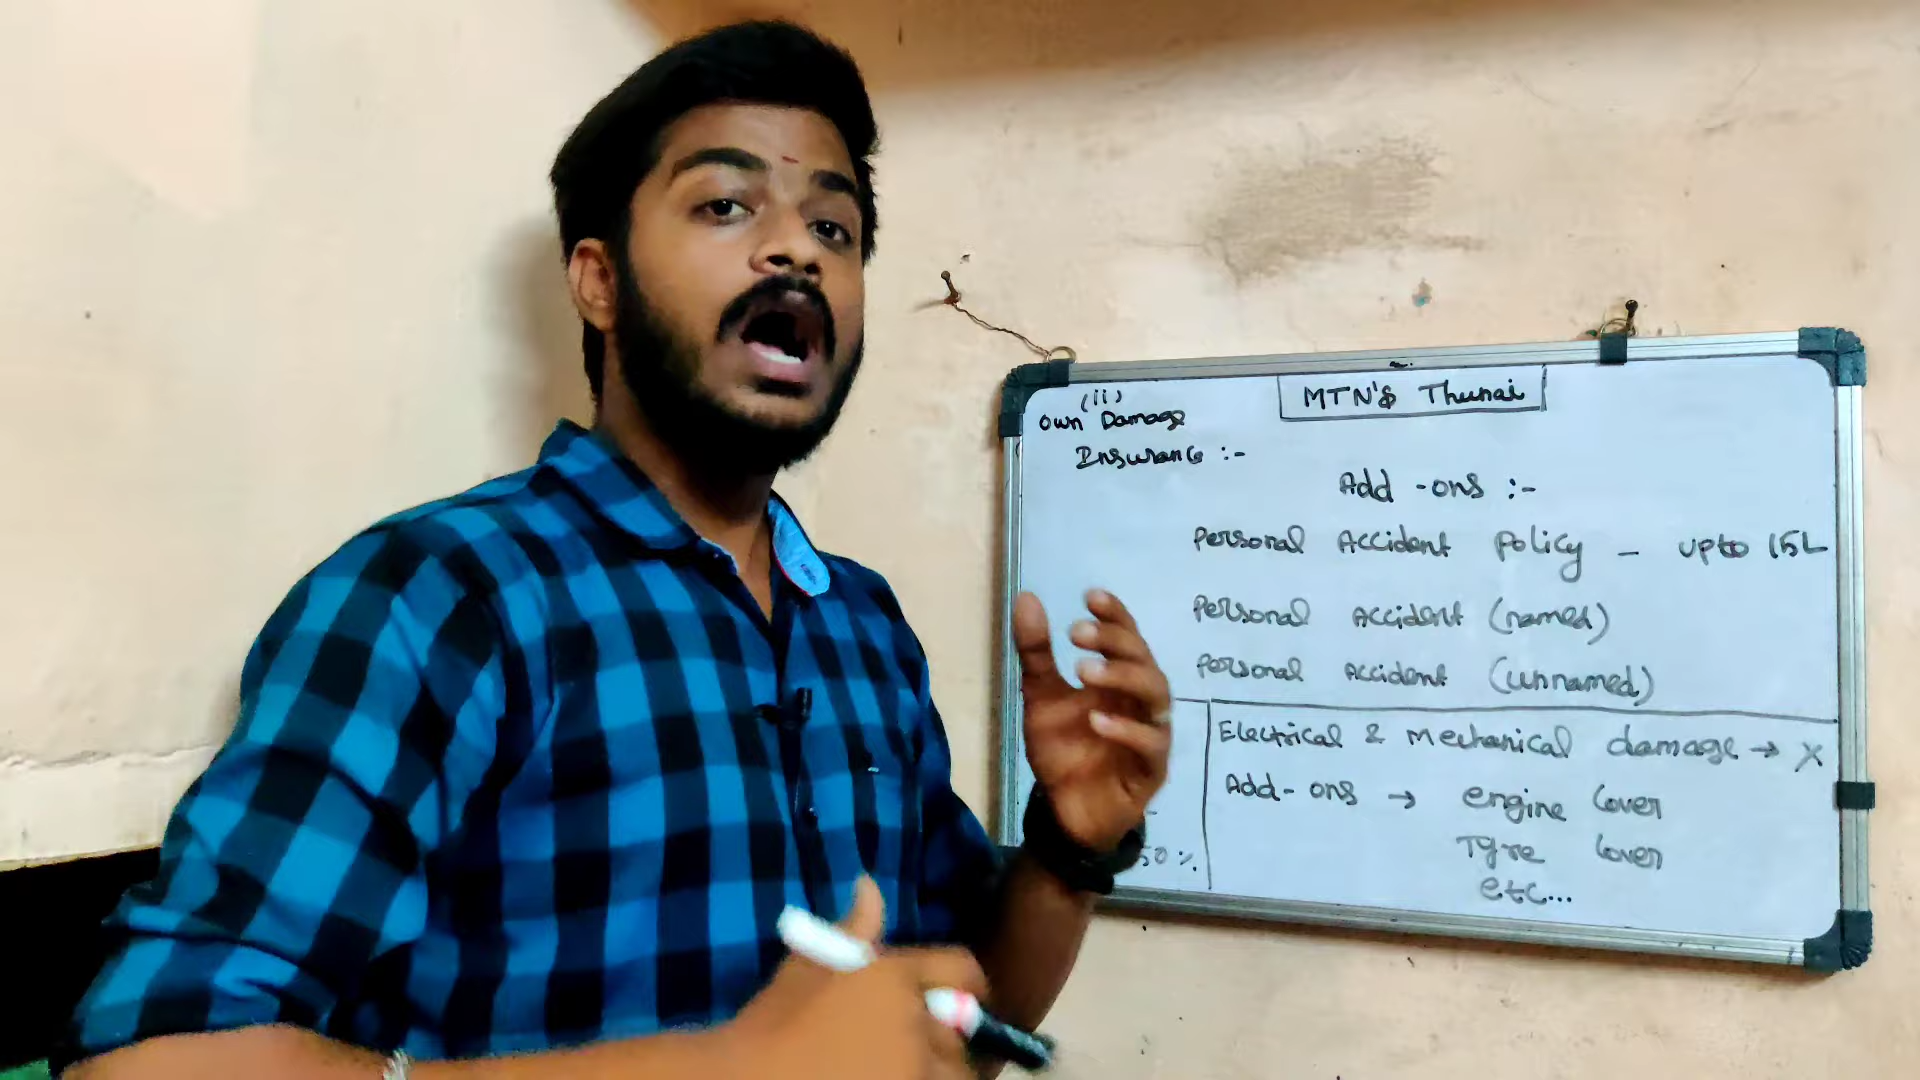 MTN's Thunai
(ii)
Own Damage
Insurance :-
Add-ons :-
Personal Accident Policy - upto 15L
Personal Accident (named)
Personal Accident (unnamed)
Electrical & Mechanical damage → X
Add-ons → engine cover
Tyre cover
etc...
50%